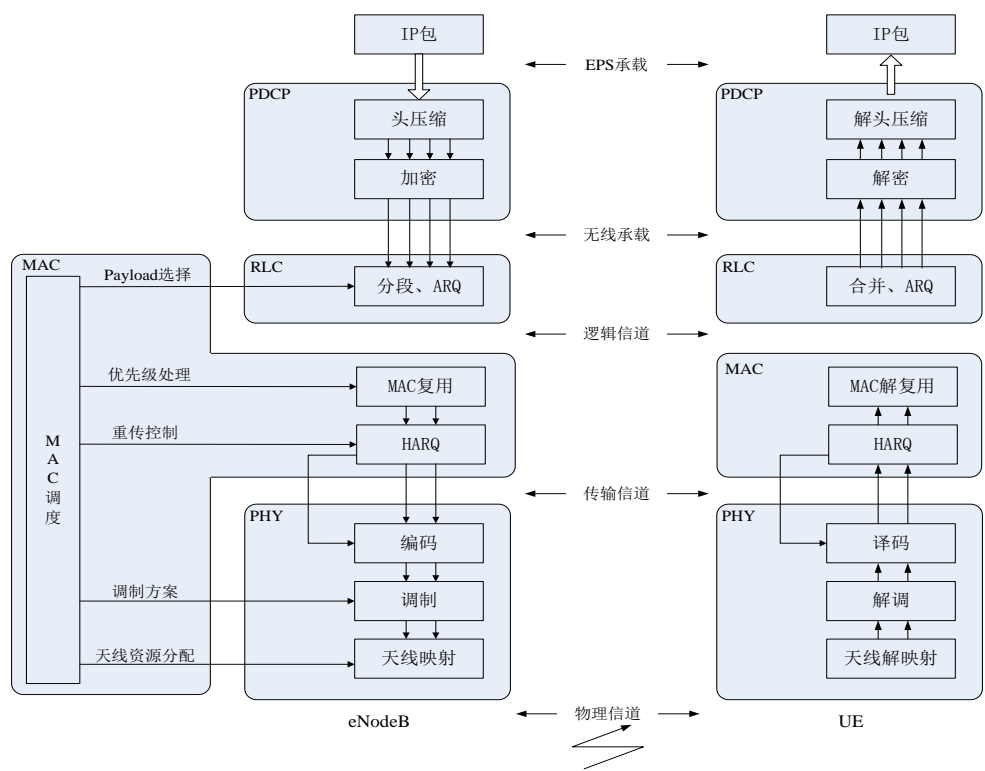 IP包
IP包
EPS承载
PDCP
PDCP
头压缩
解头压缩
加密
解密
无线承载
MAC
RLC
RLC
Payload选择
分段、ARQ
合并、ARQ
逻辑信道
优先级处理
MAC复用
MAC
MAC解复用
重传控制
HARQ
HARQ
M
A
C
调
度
传输信道
PHY
PHY
编码
译码
调制方案
调制
解调
天线资源分配
天线映射
天线解映射
eNodeB
物理信道
UE